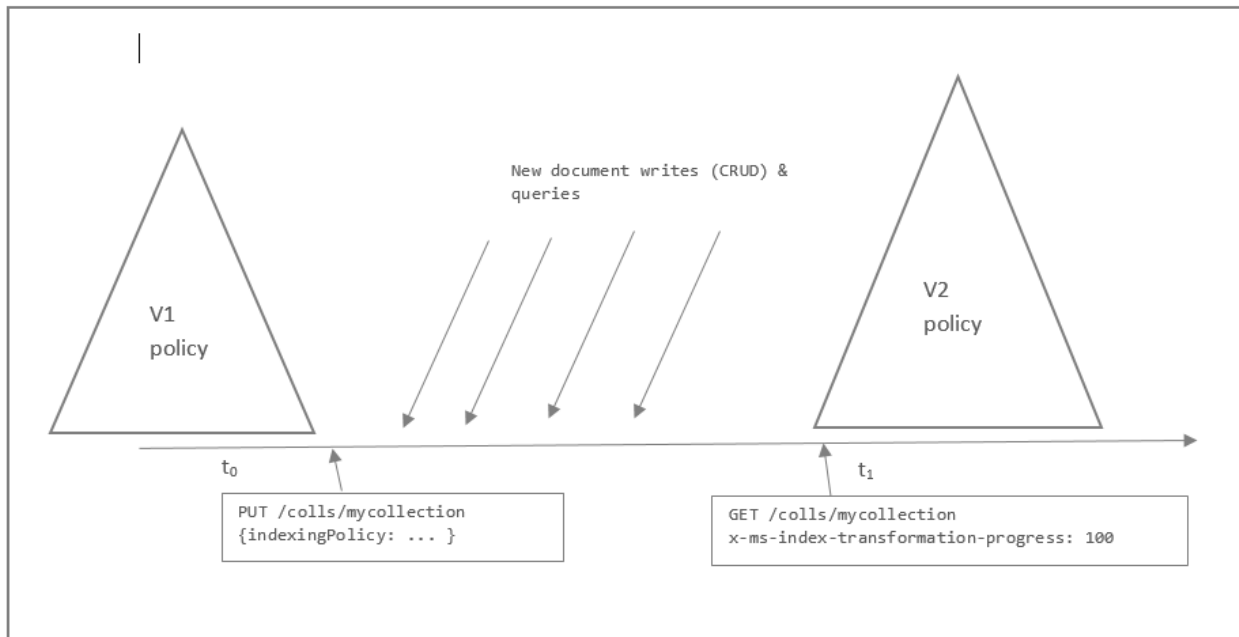 New document writes (CRUD) &
queries
V1
policy
V2
policy
t₀
t₁
PUT /colls/mycollection
{indexingPolicy: ... }
GET /colls/mycollection
x-ms-index-transformation-progress: 100